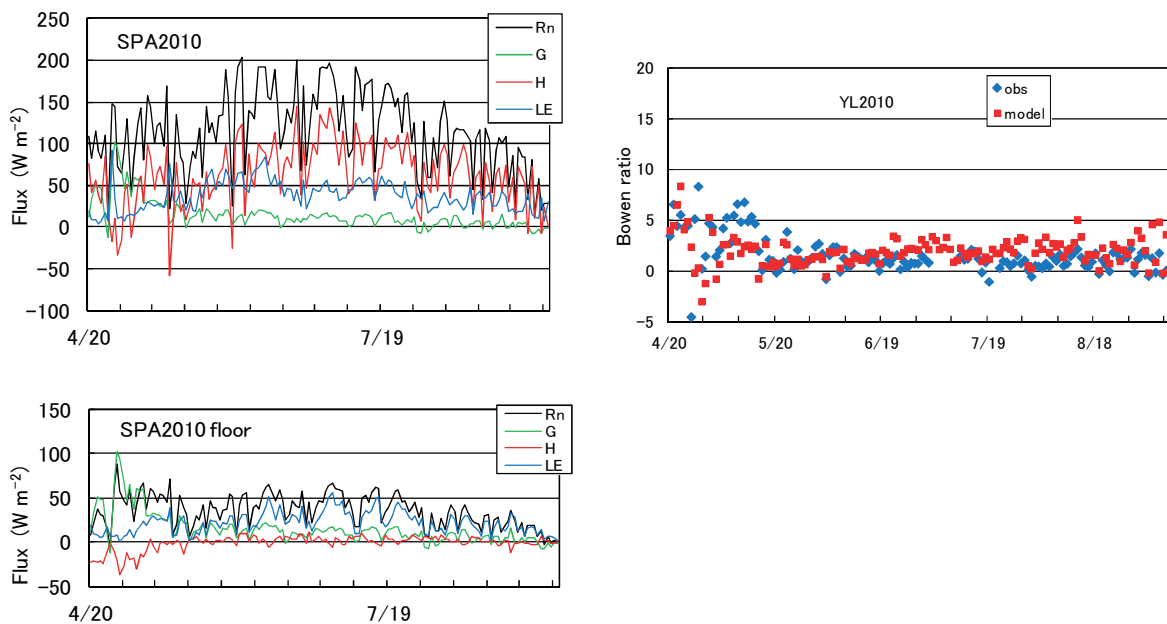 250
200
150
100
50
0
−50
−100
Flux (W m⁻²)
SPA2010
Rn
G
H
LE
4/20
7/19
20
15
10
5
0
−5
Bowen ratio
YL2010
obs
model
4/20
5/20
6/19
7/19
8/18
150
100
50
0
−50
Flux (W m⁻²)
SPA2010 floor
Rn
G
H
LE
4/20
7/19